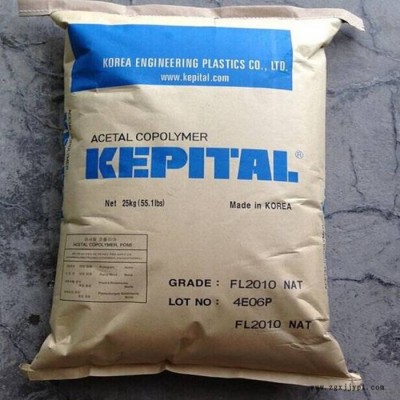 KOREA ENGINEERING PLASTICS CO., LTD.
www.kepital.com
ACETAL COPOLYMER
KEPITAL®
Net 25kg (55.1lbs)
Made in KOREA
ACETAL COPOLYMER, POM
GRADE: FL2010 NAT
LOT NO: 4E06P
FL2010 NAT